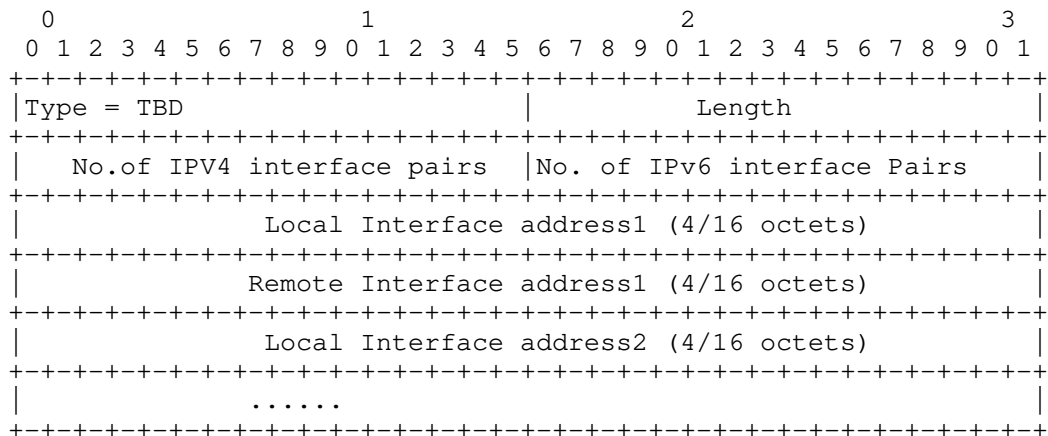 0                   1                   2                   3
 0 1 2 3 4 5 6 7 8 9 0 1 2 3 4 5 6 7 8 9 0 1 2 3 4 5 6 7 8 9 0 1
+-+-+-+-+-+-+-+-+-+-+-+-+-+-+-+-+-+-+-+-+-+-+-+-+-+-+-+-+-+-+-+-+
|Type = TBD                     |          Length               |
+-+-+-+-+-+-+-+-+-+-+-+-+-+-+-+-+-+-+-+-+-+-+-+-+-+-+-+-+-+-+-+-+
|   No.of IPV4 interface pairs  |No. of IPv6 interface Pairs    |
+-+-+-+-+-+-+-+-+-+-+-+-+-+-+-+-+-+-+-+-+-+-+-+-+-+-+-+-+-+-+-+-+
|               Local Interface address1 (4/16 octets)          |
+-+-+-+-+-+-+-+-+-+-+-+-+-+-+-+-+-+-+-+-+-+-+-+-+-+-+-+-+-+-+-+-+
|              Remote Interface address1 (4/16 octets)          |
+-+-+-+-+-+-+-+-+-+-+-+-+-+-+-+-+-+-+-+-+-+-+-+-+-+-+-+-+-+-+-+-+
|               Local Interface address2 (4/16 octets)          |
+-+-+-+-+-+-+-+-+-+-+-+-+-+-+-+-+-+-+-+-+-+-+-+-+-+-+-+-+-+-+-+-+
|              ......                                           |
+-+-+-+-+-+-+-+-+-+-+-+-+-+-+-+-+-+-+-+-+-+-+-+-+-+-+-+-+-+-+-+-+